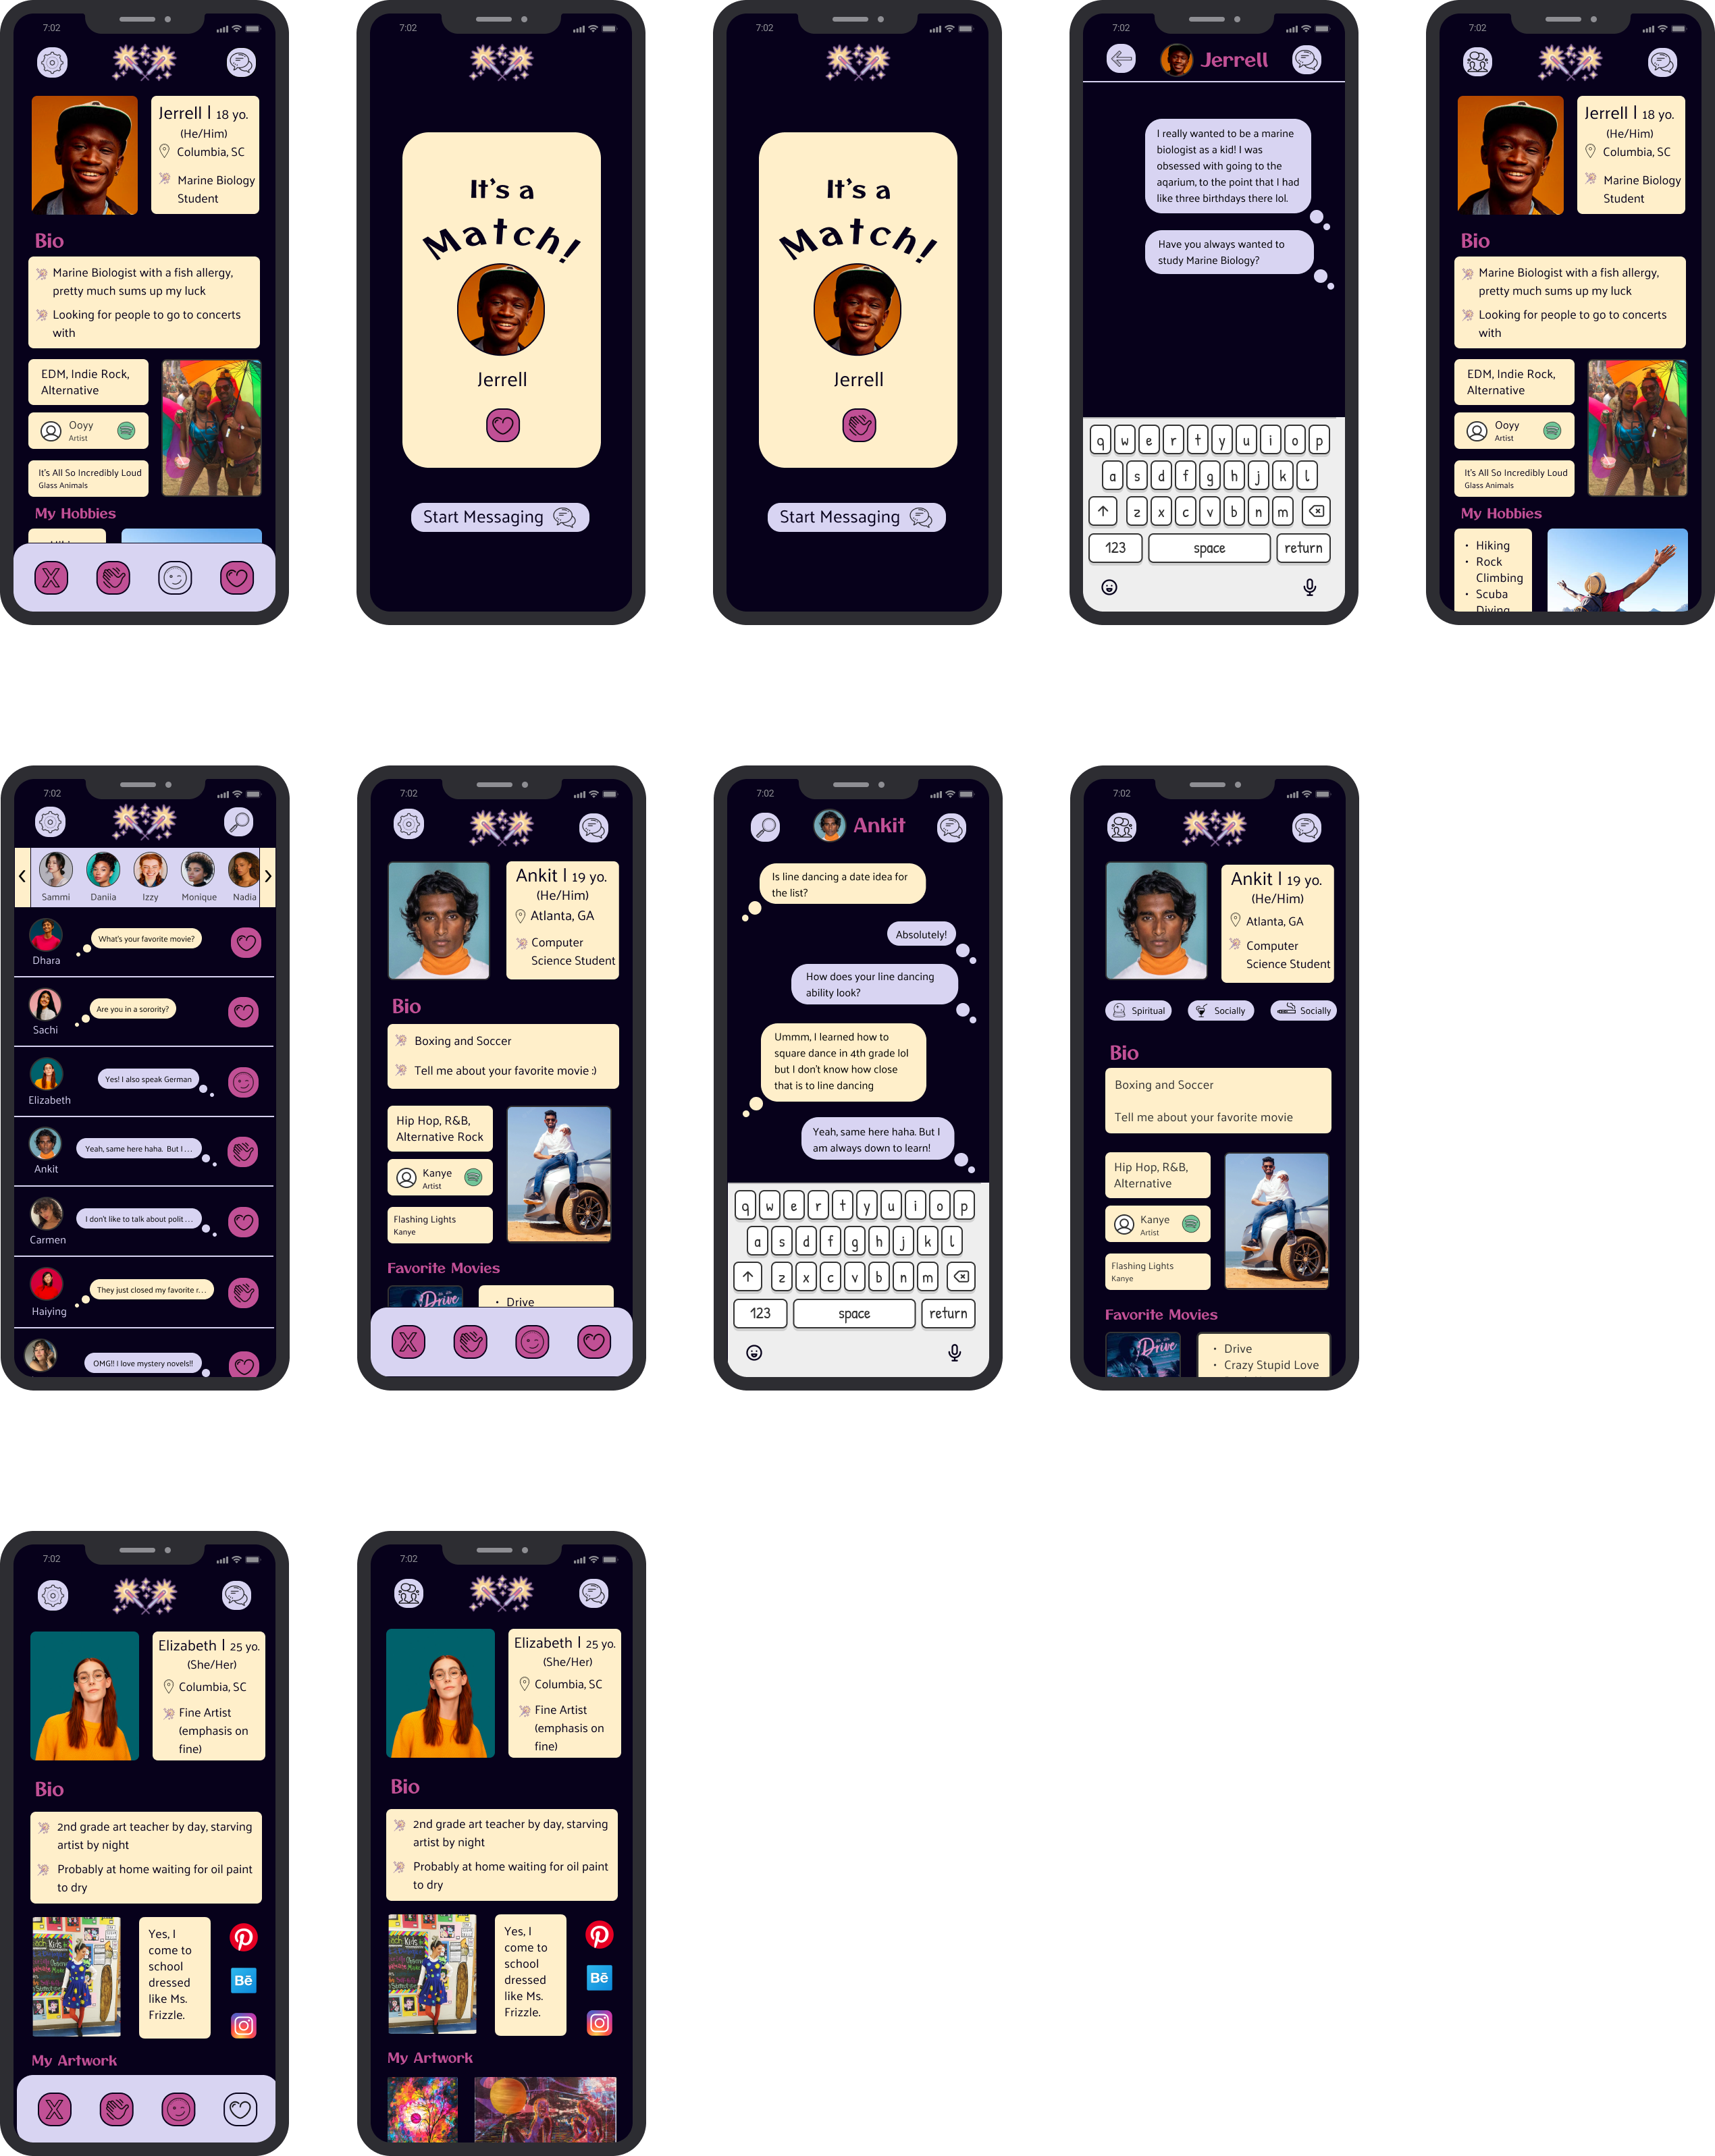 7:02
Jerrell | 18 yo.
(He/Him)
Columbia, SC
Marine Biology
Student
Bio
Marine Biologist with a fish allergy,
pretty much sums up my luck
Looking for people to go to concerts
with
EDM, Indie Rock,
Alternative
Ooyy
Artist
It's All So Incredibly Loud
Glass Animals
My Hobbies
X
7:02
It's a
Match!
Jerrell
Start Messaging
7:02
It's a
Match!
Jerrell
Start Messaging
7:02
Jerrell
I really wanted to be a marine
biologist as a kid! I was
obsessed with going to the
aqarium, to the point that I had
like three birthdays there lol.
Have you always wanted to
study Marine Biology?
q w e r t y u i o p
a s d f g h j k l
z x c v b n m
123 space return
7:02
Jerrell | 18 yo.
(He/Him)
Columbia, SC
Marine Biology
Student
Bio
Marine Biologist with a fish allergy,
pretty much sums up my luck
Looking for people to go to concerts
with
EDM, Indie Rock,
Alternative
Ooyy
Artist
It's All So Incredibly Loud
Glass Animals
My Hobbies
• Hiking
• Rock
Climbing
• Scuba
Diving
7:02
Sammi Daniia Izzy Monique Nadia
What's your favorite movie?
Dhara
Are you in a sorority?
Sachi
Yes! I also speak German
Elizabeth
Yeah, same here haha. But I . . .
Ankit
I don't like to talk about polit . . .
Carmen
They just closed my favorite r. . .
Haiying
OMG!! I love mystery novels!!
7:02
Ankit | 19 yo.
(He/Him)
Atlanta, GA
Computer
Science Student
Bio
Boxing and Soccer
Tell me about your favorite movie :)
Hip Hop, R&B,
Alternative Rock
Kanye
Artist
Flashing Lights
Kanye
Favorite Movies
Drive
• Drive
X
7:02
Ankit
Is line dancing a date idea for
the list?
Absolutely!
How does your line dancing
ability look?
Ummm, I learned how to
square dance in 4th grade lol
but I don't know how close
that is to line dancing
Yeah, same here haha. But I
am always down to learn!
q w e r t y u i o p
a s d f g h j k l
z x c v b n m
123 space return
7:02
Ankit | 19 yo.
(He/Him)
Atlanta, GA
Computer
Science Student
Spiritual Socially Socially
Bio
Boxing and Soccer
Tell me about your favorite movie
Hip Hop, R&B,
Alternative
Kanye
Artist
Flashing Lights
Kanye
Favorite Movies
Drive
• Drive
• Crazy Stupid Love
7:02
Elizabeth | 25 yo.
(She/Her)
Columbia, SC
Fine Artist
(emphasis on
fine)
Bio
2nd grade art teacher by day, starving
artist by night
Probably at home waiting for oil paint
to dry
Yes, I
come to
school
dressed
like Ms.
Frizzle.
Bē
My Artwork
X
7:02
Elizabeth | 25 yo.
(She/Her)
Columbia, SC
Fine Artist
(emphasis on
fine)
Bio
2nd grade art teacher by day, starving
artist by night
Probably at home waiting for oil paint
to dry
Yes, I
come to
school
dressed
like Ms.
Frizzle.
Bē
My Artwork